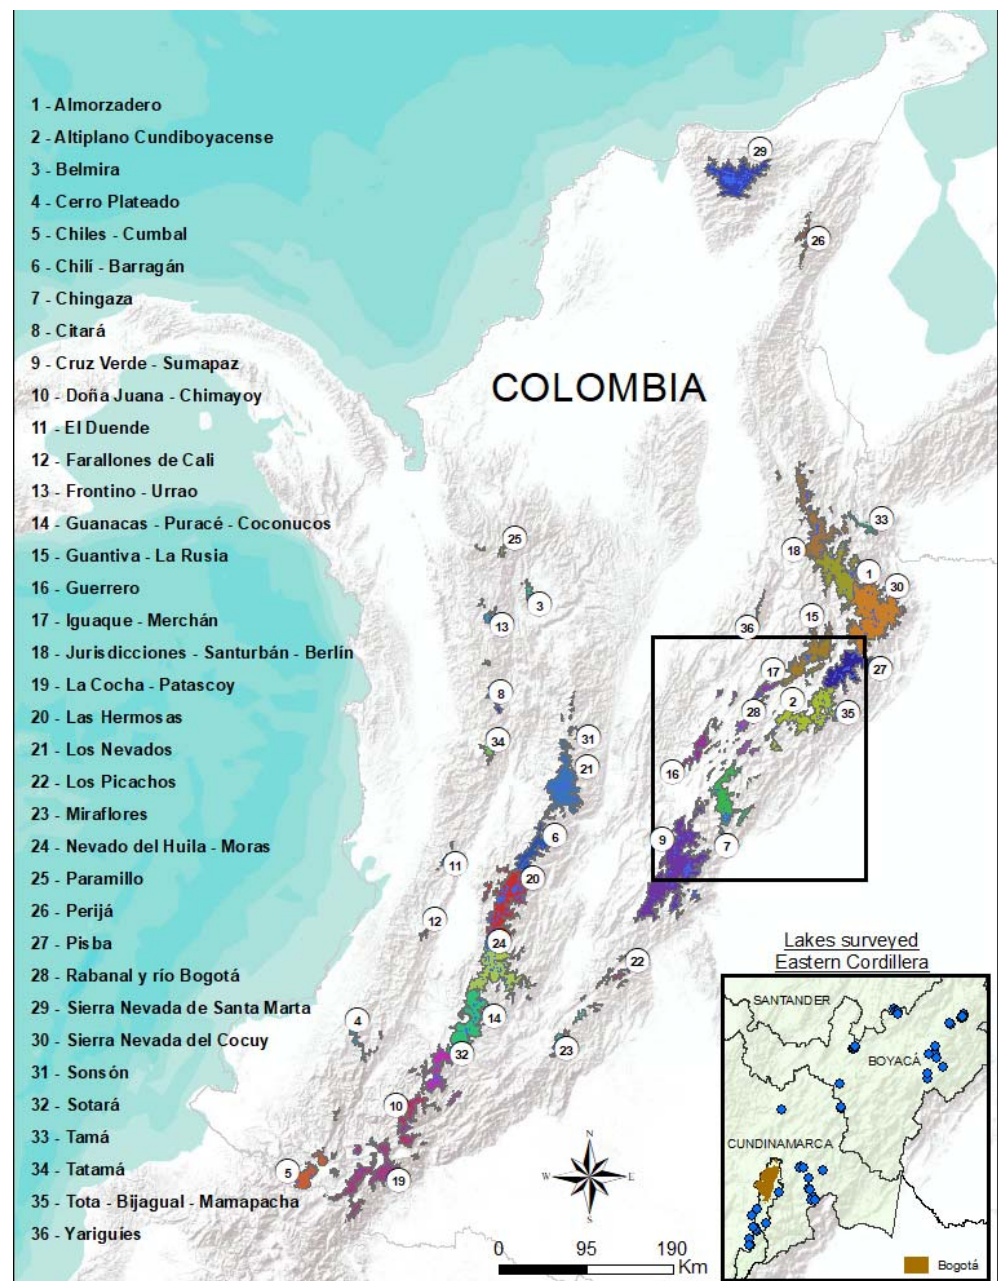 1 - Almorzadero
2 - Altiplano Cundiboyacense
3 - Belmira
4 - Cerro Plateado
5 - Chiles - Cumbal
6 - Chilí - Barragán
7 - Chingaza
8 - Citará
9 - Cruz Verde - Sumapaz
10 - Doña Juana - Chimayoy
11 - El Duende
12 - Farallones de Cali
13 - Frontino - Urrao
14 - Guanacas - Puracé - Coconucos
15 - Guantiva - La Rusia
16 - Guerrero
17 - Iguaque - Merchán
18 - Jurisdicciones - Santurbán - Berlín
19 - La Cocha - Patascoy
20 - Las Hermosas
21 - Los Nevados
22 - Los Picachos
23 - Miraflores
24 - Nevado del Huila - Moras
25 - Paramillo
26 - Perijá
27 - Pisba
28 - Rabanal y río Bogotá
29 - Sierra Nevada de Santa Marta
30 - Sierra Nevada del Cocuy
31 - Sonsón
32 - Sotará
33 - Tamá
34 - Tatamá
35 - Tota - Bijagual - Mamapacha
36 - Yariguies
COLOMBIA
29
26
33
25
18
1
30
3
15
13
36
27
17
8
2
28
35
31
34
21
16
6
9
7
11
20
12
24
22
14
4
23
32
10
5
19
N
W E
S
0 95 190
Km
Lakes surveyed
Eastern Cordillera
SANTANDER
BOYACÁ
CUNDINAMARCA
Bogotá